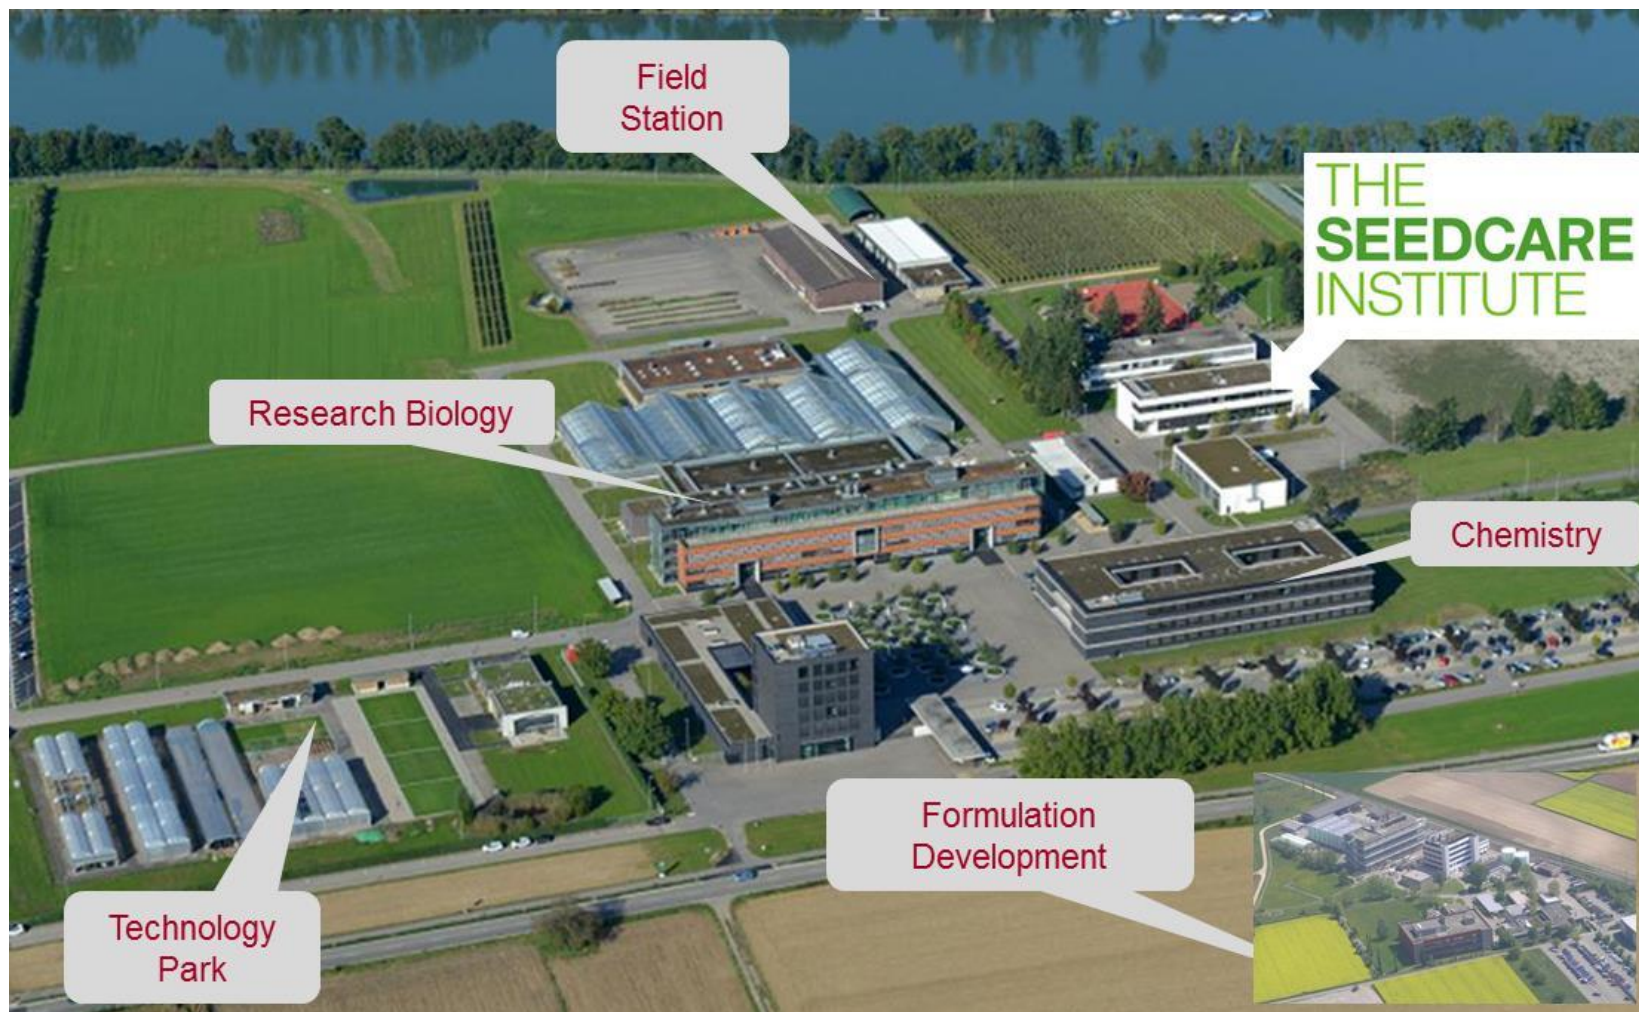 Field
Station
THE
SEEDCARE
INSTITUTE
Research Biology
Chemistry
Formulation
Development
Technology
Park